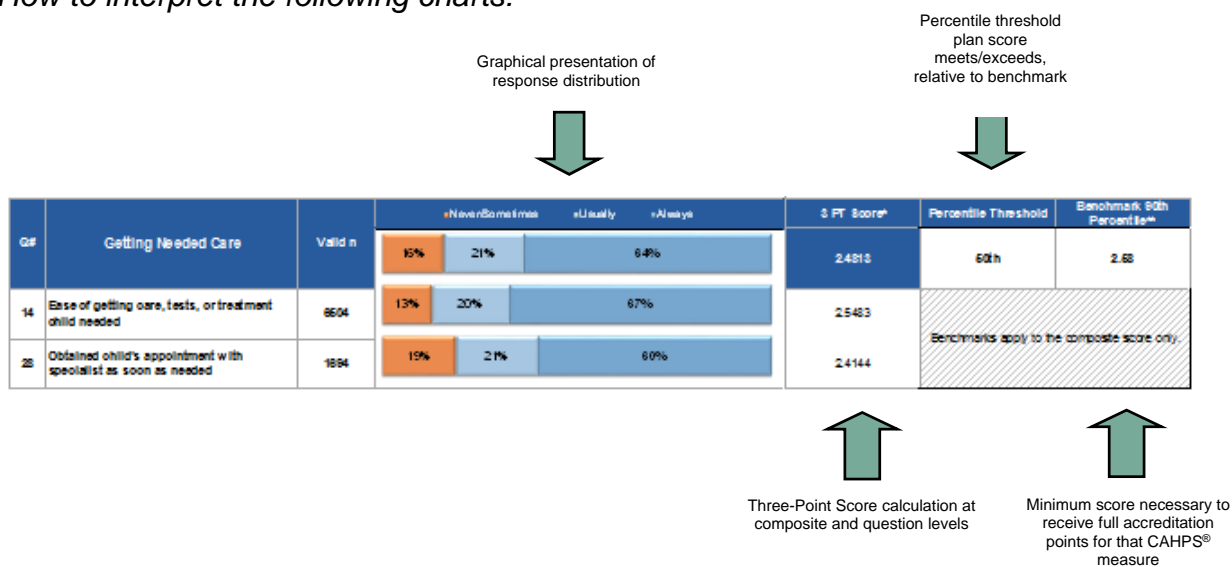 How to interpret the following charts:
Percentile threshold
plan score
meets/exceeds,
relative to benchmark
Graphical presentation of
response distribution
Q#
Getting Needed Care
Valid n
Never/Sometimes
Usually
Always
3 PT Score*
Percentile Threshold
Benchmark 90th
Percentile**
21%
64%
2.4813
2.68
14
Ease of getting care, tests, or treatment
child needed
6504
13%
20%
67%
2.5483
Benchmarks apply to the composite score only.
28
Obtained child's appointment with
specialist as soon as needed
1694
19%
21%
60%
2.4144
Three-Point Score calculation at
composite and question levels
Minimum score necessary to
receive full accreditation
points for that CAHPS®
measure